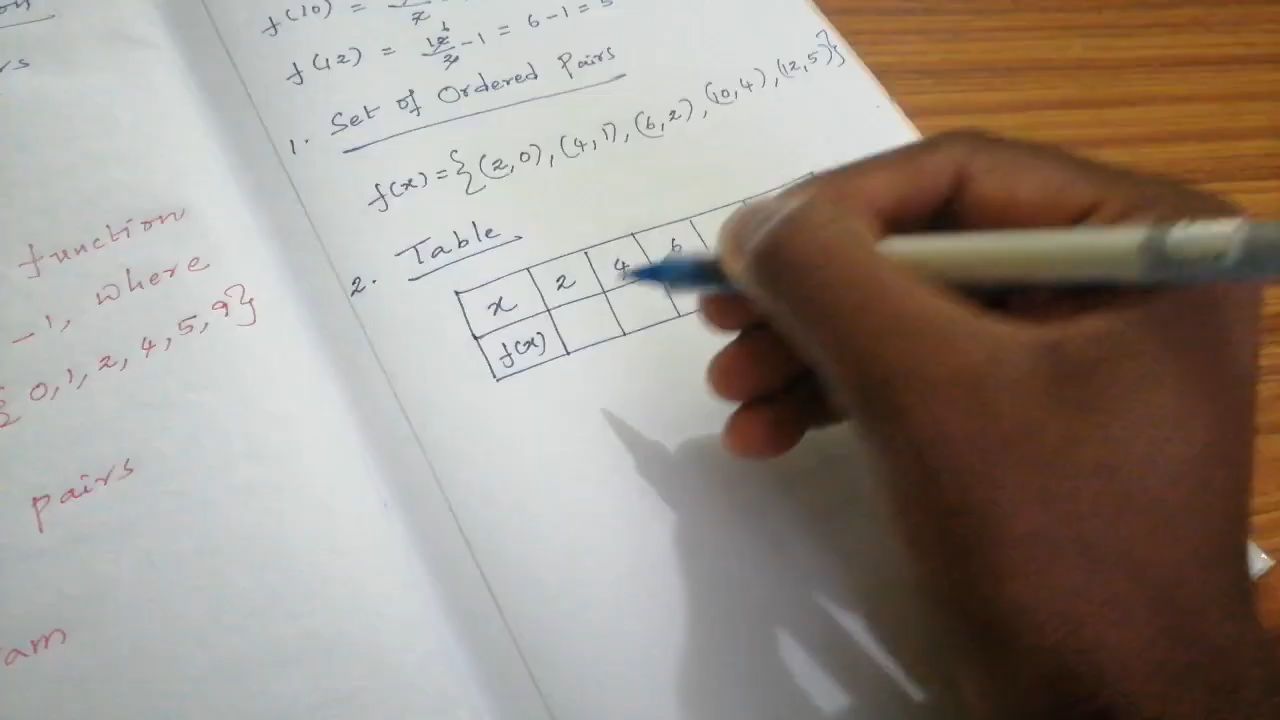 function
-1, where
{0, 1, 2, 4, 5, 9}
pairs
f(10) =
f(12) = 12/2 - 1 = 6 - 1 = 5
1. Set of Ordered Pairs
f(x) = {(2,0), (4,1), (6,2), (10,4), (12,5)}
2. Table
x 2 4 6
f(x)